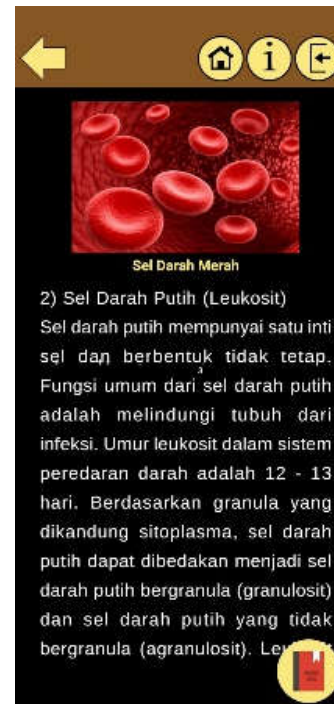 i
Sel Darah Merah
2) Sel Darah Putih (Leukosit)
Sel darah putih mempunyai satu inti
sel dan berbentuk tidak tetap.
Fungsi umum dari sel darah putih
adalah melindungi tubuh dari
infeksi. Umur leukosit dalam sistem
peredaran darah adalah 12 - 13
hari. Berdasarkan granula yang
dikandung sitoplasma, sel darah
putih dapat dibedakan menjadi sel
darah putih bergranula (granulosit)
dan sel darah putih yang tidak
bergranula (agranulosit).